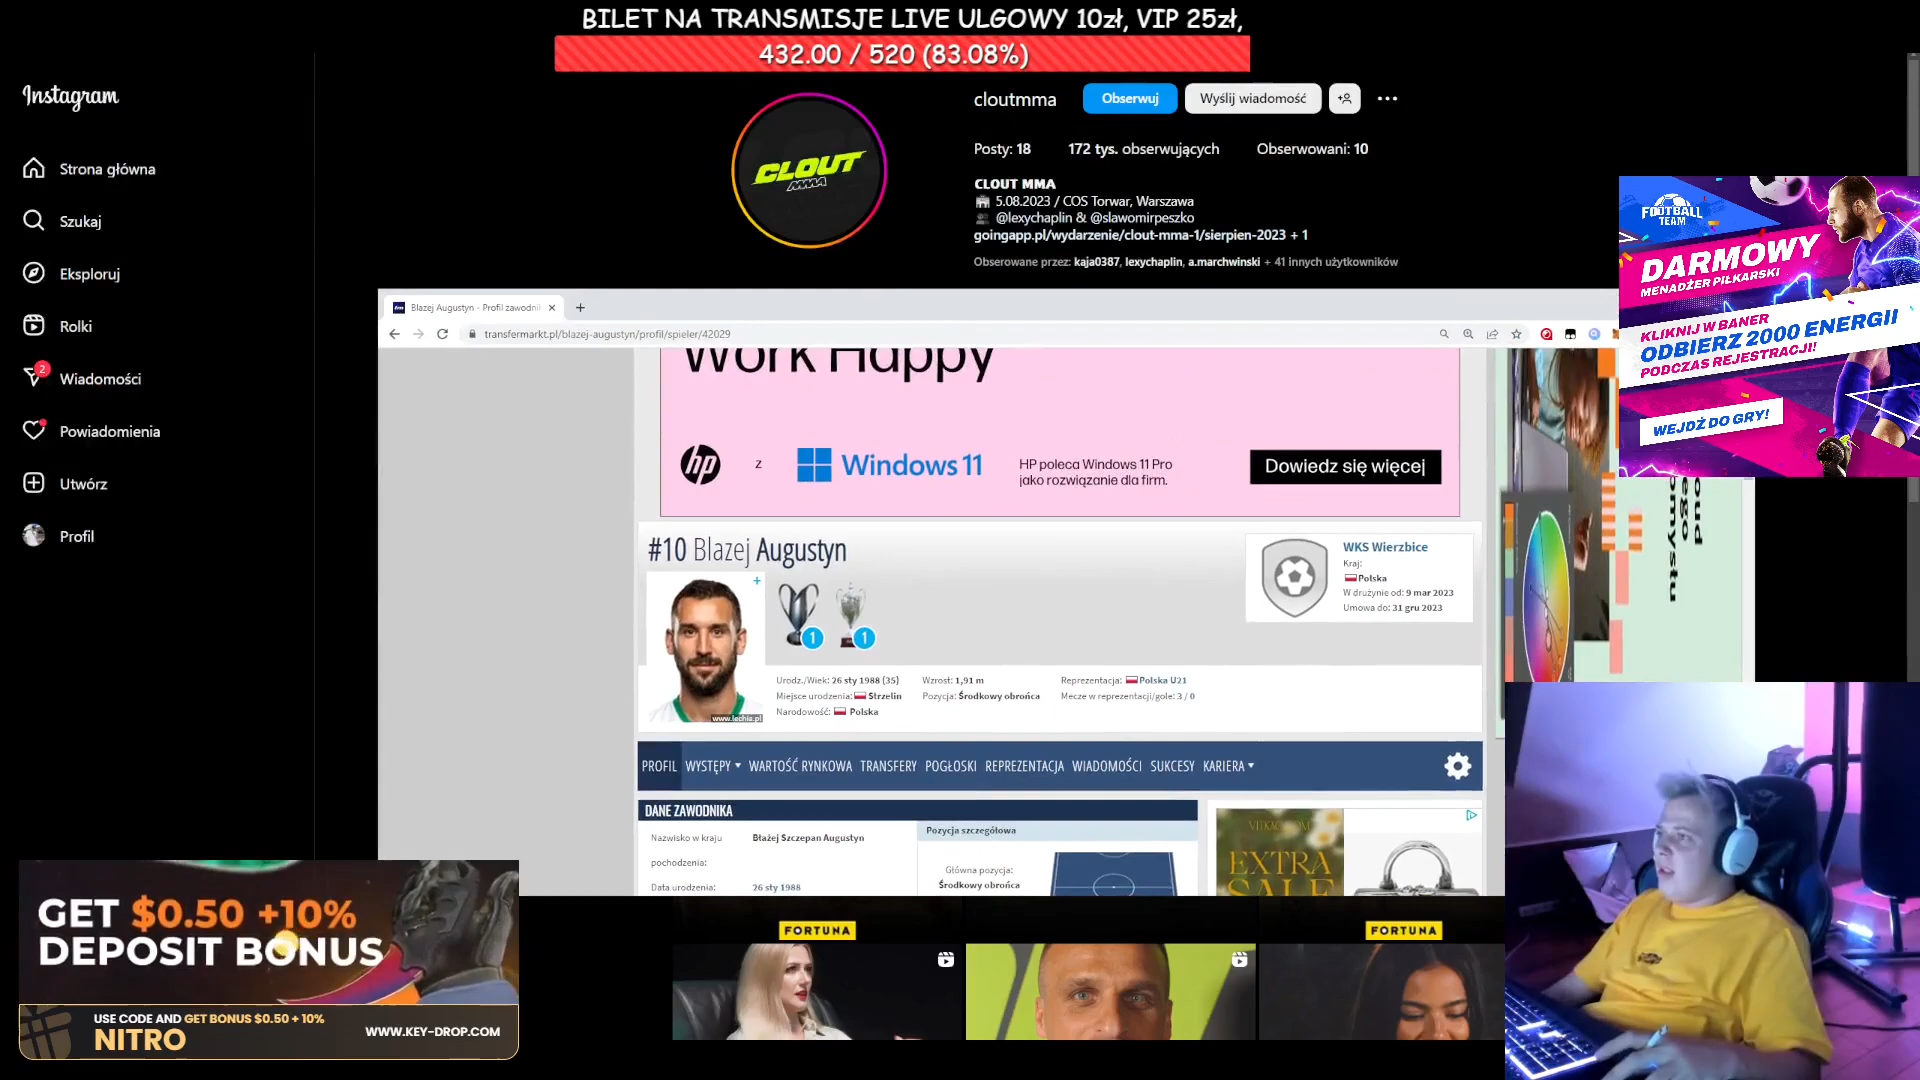 BILET NA TRANSMISJE LIVE ULGOWY 10zł, VIP 25zł,
432.00 / 520 (83.08%)
Instagram
Strona główna
Szukaj
Eksploruj
Rolki
2
Wiadomości
Powiadomienia
Utwórz
Profil
CLOUT
MMA
cloutmma
Obserwuj
Wyślij wiadomość
Posty: 18
172 tys. obserwujących
Obserwowani: 10
CLOUT MMA
5.08.2023 / COS Torwar, Warszawa
@lexychaplin & @slawomirpeszko
goingapp.pl/wydarzenie/clout-mma-1/sierpien-2023 + 1
Obserwowane przez: kaja0387, lexychaplin, a.marchwinski + 41 innych użytkowników
Blazej Augustyn - Profil zawodni
transfermarkt.pl/blazej-augustyn/profil/spieler/42029
Work Happy
hp
z
Windows 11
HP poleca Windows 11 Pro
jako rozwiązanie dla firm.
Dowiedz się więcej
#10 Blazej Augustyn
1
1
www.lechia.pl
WKS Wierzbice
Kraj:
Polska
W drużynie od: 9 mar 2023
Umowa do: 31 gru 2023
Urodz./Wiek: 26 sty 1988 (35)
Miejsce urodzenia: Strzelin
Narodowość: Polska
Wzrost: 1,91 m
Pozycja: Środkowy obrońca
Reprezentacja: Polska U21
Mecze w reprezentacji/gole: 3 / 0
PROFIL WYSTĘPY WARTOŚĆ RYNKOWA TRANSFERY POGŁOSKI REPREZENTACJA WIADOMOŚCI SUKCESY KARIERA
DANE ZAWODNIKA
Nazwisko w kraju
pochodzenia:
Błażej Szczepan Augustyn
Data urodzenia:
26 sty 1988
Pozycja szczegółowa
Główna pozycja:
Środkowy obrońca
EXTRA
SALE
FOOTBALL
TEAM
DARMOWY
MENADŻER PIŁKARSKI
KLIKNIJ W BANER
ODBIERZ 2000 ENERGII
PODCZAS REJESTRACJI!
WEJDŹ DO GRY!
FORTUNA
FORTUNA
GET $0.50 +10%
DEPOSIT BONUS
USE CODE AND GET BONUS $0.50 + 10%
NITRO
WWW.KEY-DROP.COM